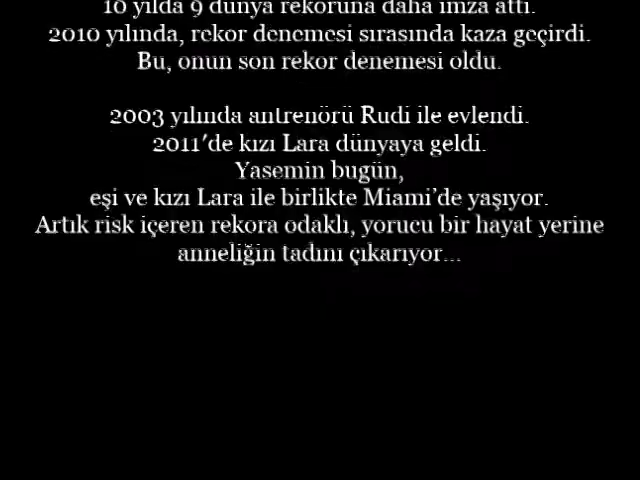 10 yılda 9 dünya rekoruna daha imza attı.
2010 yılında, rekor denemesi sırasında kaza geçirdi.
Bu, onun son rekor denemesi oldu.
2003 yılında antrenörü Rudi ile evlendi.
2011'de kızı Lara dünyaya geldi.
Yasemin bugün,
eşi ve kızı Lara ile birlikte Miami'de yaşıyor.
Artık risk içeren rekora odaklı, yorucu bir hayat yerine
anneliğin tadını çıkarıyor...